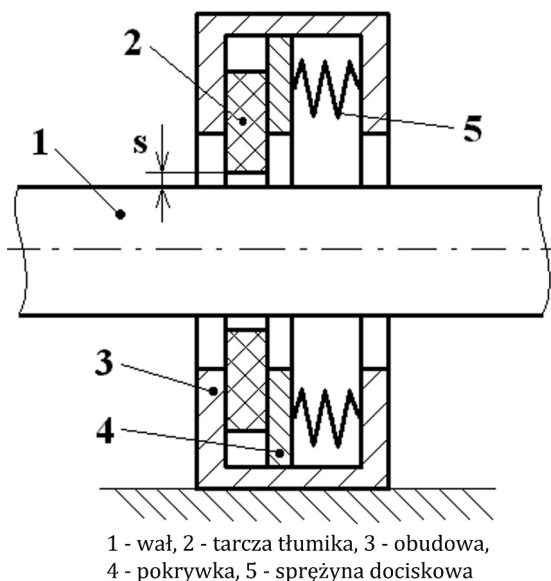 2
5
1
s
3
4
1 - wał, 2 - tarcza tłumika, 3 - obudowa,
4 - pokrywka, 5 - sprężyna dociskowa